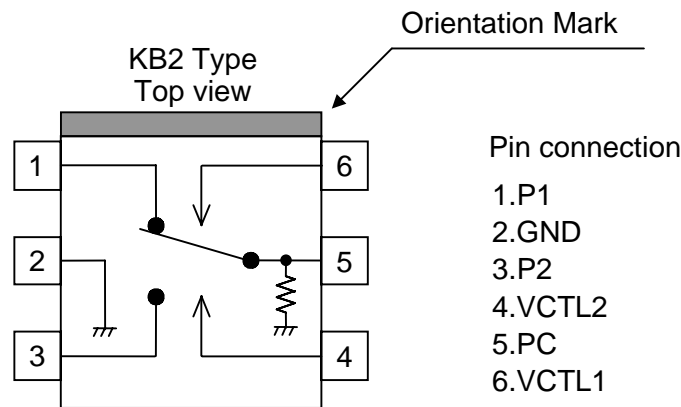 Orientation Mark
KB2 Type
Top view
1
6
2
5
3
4
Pin connection
1.P1
2.GND
3.P2
4.VCTL2
5.PC
6.VCTL1